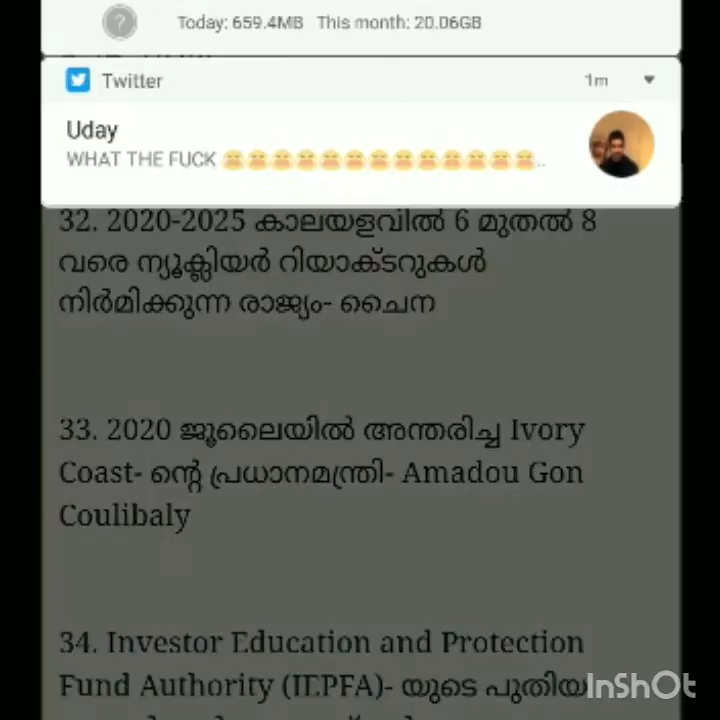 Today: 659.4MB This month: 20.06GB
Twitter 1m
Uday
WHAT THE FUCK 😫😫😫😫😫😫😫😫😫😫😫😫😫..
32. 2020-2025 കാലയളവിൽ 6 മുതൽ 8
വരെ ന്യൂക്ലിയർ റിയാക്ടറുകൾ
നിർമിക്കുന്ന രാജ്യം- ചൈന
33. 2020 ജൂലൈയിൽ അന്തരിച്ച Ivory
Coast- ന്റെ പ്രധാനമന്ത്രി- Amadou Gon
Coulibaly
34. Investor Education and Protection
Fund Authority (IEPFA)- യുടെ പുതിയ
InShOt